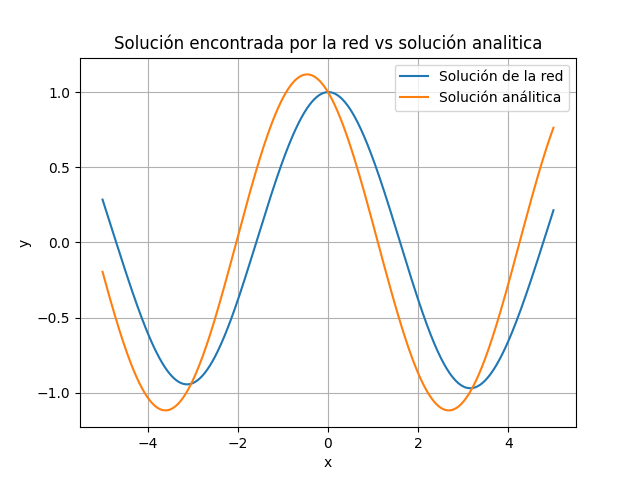 Solución encontrada por la red vs solución analitica
Solución de la red
Solución análitica
1.0
0.5
0.0
−0.5
−1.0
y
−4
−2
0
2
4
x